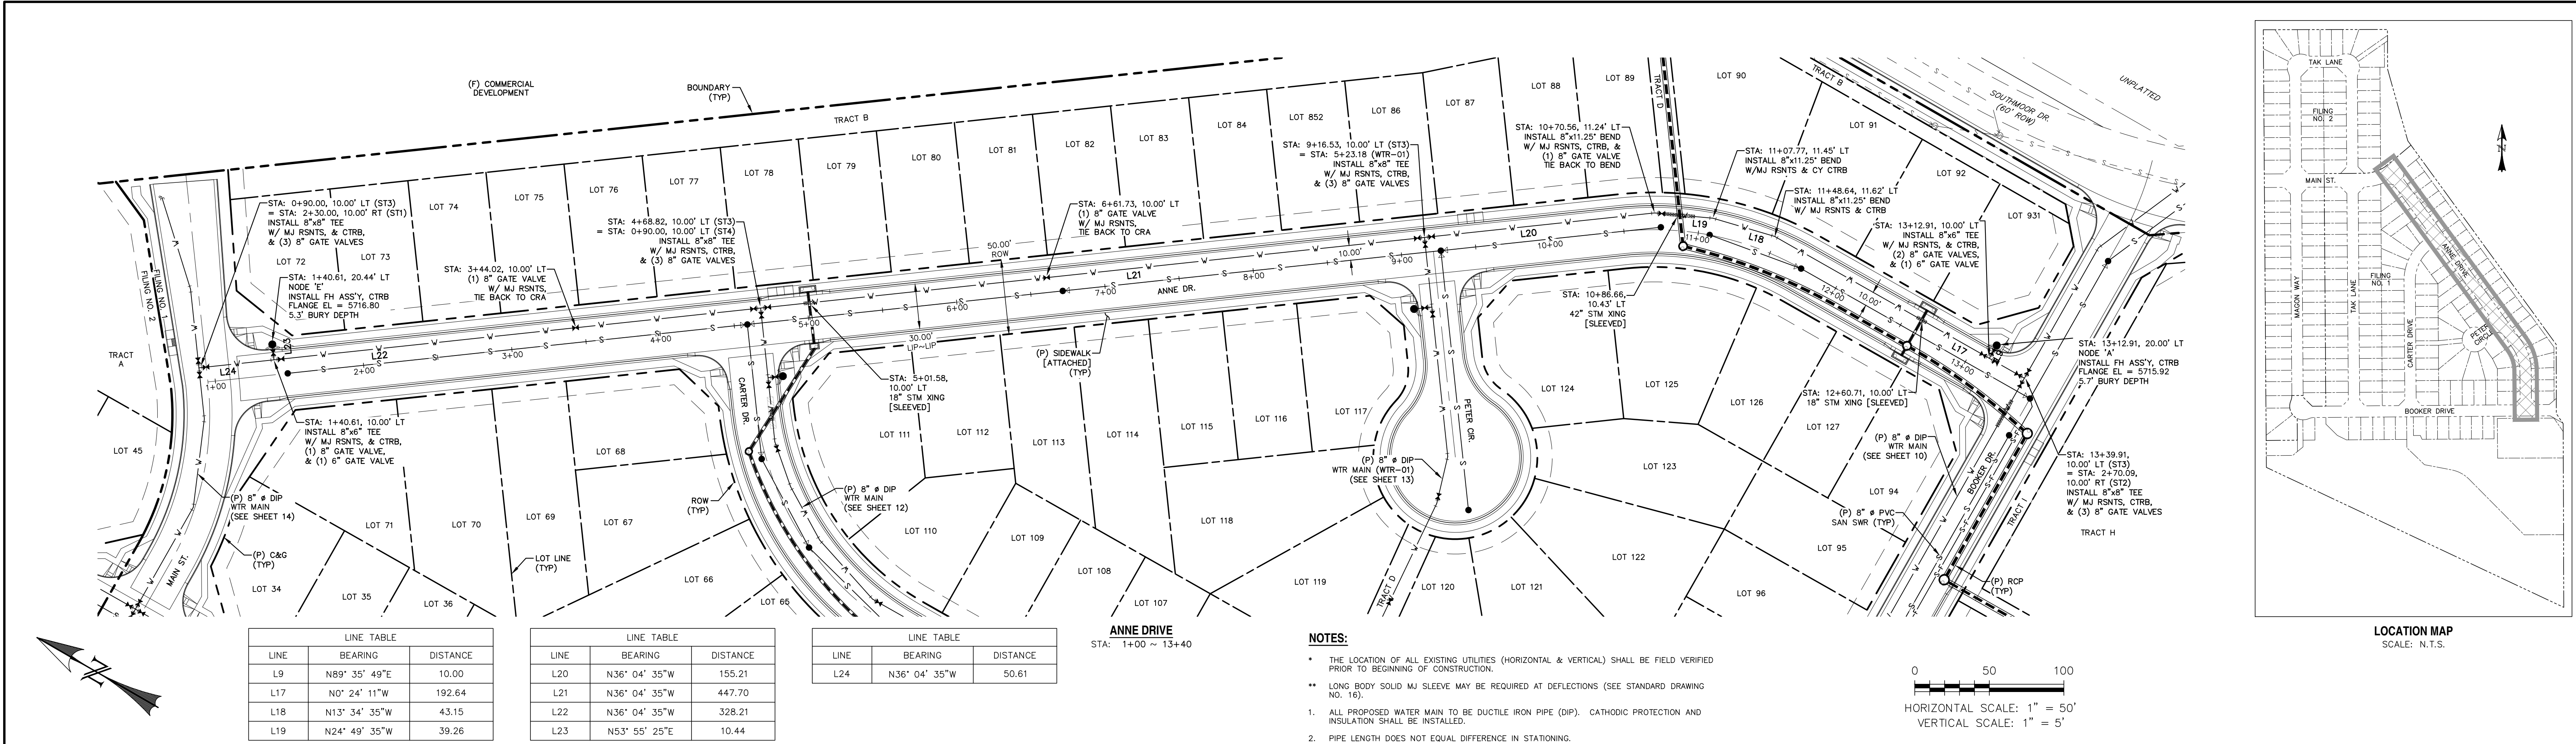 (F) COMMERCIAL
DEVELOPMENT
BOUNDARY
(TYP)
TRACT B
LOT 72
LOT 73
LOT 74
LOT 75
LOT 76
LOT 77
LOT 78
LOT 79
LOT 80
LOT 81
LOT 82
LOT 83
LOT 84
LOT 852
LOT 86
LOT 87
LOT 88
LOT 89
TRACT D
LOT 90
TRACT B
LOT 91
LOT 92
LOT 931
SOUTHMOOR DR.
(60' ROW)
UNPLATTED
STA: 0+90.00, 10.00' LT (ST3)
= STA: 2+30.00, 10.00' RT (ST1)
INSTALL 8"x8" TEE
W/ MJ RSNTS, & CTRB,
& (3) 8" GATE VALVES
STA: 1+40.61, 20.44' LT
NODE 'E'
INSTALL FH ASS'Y, CTRB
FLANGE EL = 5716.80
5.3' BURY DEPTH
STA: 3+44.02, 10.00' LT
(1) 8" GATE VALVE
W/ MJ RSNTS,
TIE BACK TO CRA
STA: 4+68.82, 10.00' LT (ST3)
= STA: 0+90.00, 10.00' LT (ST4)
INSTALL 8"x8" TEE
W/ MJ RSNTS, & CTRB,
& (3) 8" GATE VALVES
STA: 6+61.73, 10.00' LT
(1) 8" GATE VALVE
W/ MJ RSNTS,
TIE BACK TO CRA
STA: 9+16.53, 10.00' LT (ST3)
= STA: 5+23.18 (WTR-01)
INSTALL 8"x8" TEE
W/ MJ RSNTS, CTRB,
& (3) 8" GATE VALVES
STA: 10+70.56, 11.24' LT
INSTALL 8"x11.25° BEND
W/ MJ RSNTS, CTRB, &
(1) 8" GATE VALVE
TIE BACK TO BEND
STA: 11+07.77, 11.45' LT
INSTALL 8"x11.25° BEND
W/MJ RSNTS & CY CTRB
STA: 11+48.64, 11.62' LT
INSTALL 8"x11.25° BEND
W/ MJ RSNTS & CTRB
STA: 13+12.91, 10.00' LT
INSTALL 8"x6" TEE
W/ MJ RSNTS, & CTRB,
(2) 8" GATE VALVES,
& (1) 6" GATE VALVE
STA: 13+12.91, 20.00' LT
NODE 'A'
INSTALL FH ASS'Y, CTRB
FLANGE EL = 5715.92
5.7' BURY DEPTH
FILING NO. 1
FILING NO. 2
TRACT
A
L24
L23
L22
L21
L20
L19
L18
L17
1+00
2+00
3+00
4+00
5+00
6+00
7+00
8+00
9+00
10+00
11+00
12+00
13+00
50.00'
ROW
10.00'
10.00'
30.00'
LIP~LIP
ANNE DR.
(P) SIDEWALK
[ATTACHED]
(TYP)
STA: 5+01.58,
10.00' LT
18" STM XING
[SLEEVED]
STA: 10+86.66,
10.43' LT
42" STM XING
[SLEEVED]
STA: 12+60.71, 10.00' LT
18" STM XING [SLEEVED]
STA: 1+40.61, 10.00' LT
INSTALL 8"x6" TEE
W/ MJ RSNTS, & CTRB,
(1) 8" GATE VALVE,
& (1) 6" GATE VALVE
STA: 13+39.91,
10.00' LT (ST3)
= STA: 2+70.09,
10.00' RT (ST2)
INSTALL 8"x8" TEE
W/ MJ RSNTS, CTRB,
& (3) 8" GATE VALVES
(P) 8" ø DIP
WTR MAIN
(SEE SHEET 14)
(P) 8" ø DIP
WTR MAIN
(SEE SHEET 12)
(P) 8" ø DIP
WTR MAIN (WTR-01)
(SEE SHEET 13)
(P) 8" ø DIP
WTR MAIN
(SEE SHEET 10)
(P) 8" ø PVC
SAN SWR (TYP)
(P) RCP
(TYP)
(P) C&G
(TYP)
LOT LINE
(TYP)
ROW
(TYP)
MAIN ST.
CARTER DR.
PETER CIR.
BOOKER DR.
TRACT D
TRACT I
TRACT H
LOT 45
LOT 34
LOT 35
LOT 36
LOT 71
LOT 70
LOT 69
LOT 68
LOT 67
LOT 66
LOT 65
LOT 111
LOT 112
LOT 113
LOT 114
LOT 115
LOT 116
LOT 117
LOT 110
LOT 109
LOT 108
LOT 107
LOT 118
LOT 119
LOT 120
LOT 121
LOT 122
LOT 123
LOT 124
LOT 125
LOT 126
LOT 127
LOT 94
LOT 95
LOT 96
ANNE DRIVE
STA: 1+00 ~ 13+40
LINE TABLE
LINE BEARING DISTANCE
L9 N89° 35' 49"E 10.00
L17 N0° 24' 11"W 192.64
L18 N13° 34' 35"W 43.15
L19 N24° 49' 35"W 39.26
LINE TABLE
LINE BEARING DISTANCE
L20 N36° 04' 35"W 155.21
L21 N36° 04' 35"W 447.70
L22 N36° 04' 35"W 328.21
L23 N53° 55' 25"E 10.44
LINE TABLE
LINE BEARING DISTANCE
L24 N36° 04' 35"W 50.61
NOTES:
* THE LOCATION OF ALL EXISTING UTILITIES (HORIZONTAL & VERTICAL) SHALL BE FIELD VERIFIED
PRIOR TO BEGINNING OF CONSTRUCTION.
** LONG BODY SOLID MJ SLEEVE MAY BE REQUIRED AT DEFLECTIONS (SEE STANDARD DRAWING
NO. 16).
1. ALL PROPOSED WATER MAIN TO BE DUCTILE IRON PIPE (DIP). CATHODIC PROTECTION AND
INSULATION SHALL BE INSTALLED.
2. PIPE LENGTH DOES NOT EQUAL DIFFERENCE IN STATIONING.
0 50 100
HORIZONTAL SCALE: 1" = 50'
VERTICAL SCALE: 1" = 5'
TAK LANE
FILING
NO. 2
MAIN ST.
N
MAGON WAY
TAK LANE
FILING
NO. 1
CARTER DRIVE
ANNE DRIVE
PETER
CIRCLE
BOOKER DRIVE
LOCATION MAP
SCALE: N.T.S.